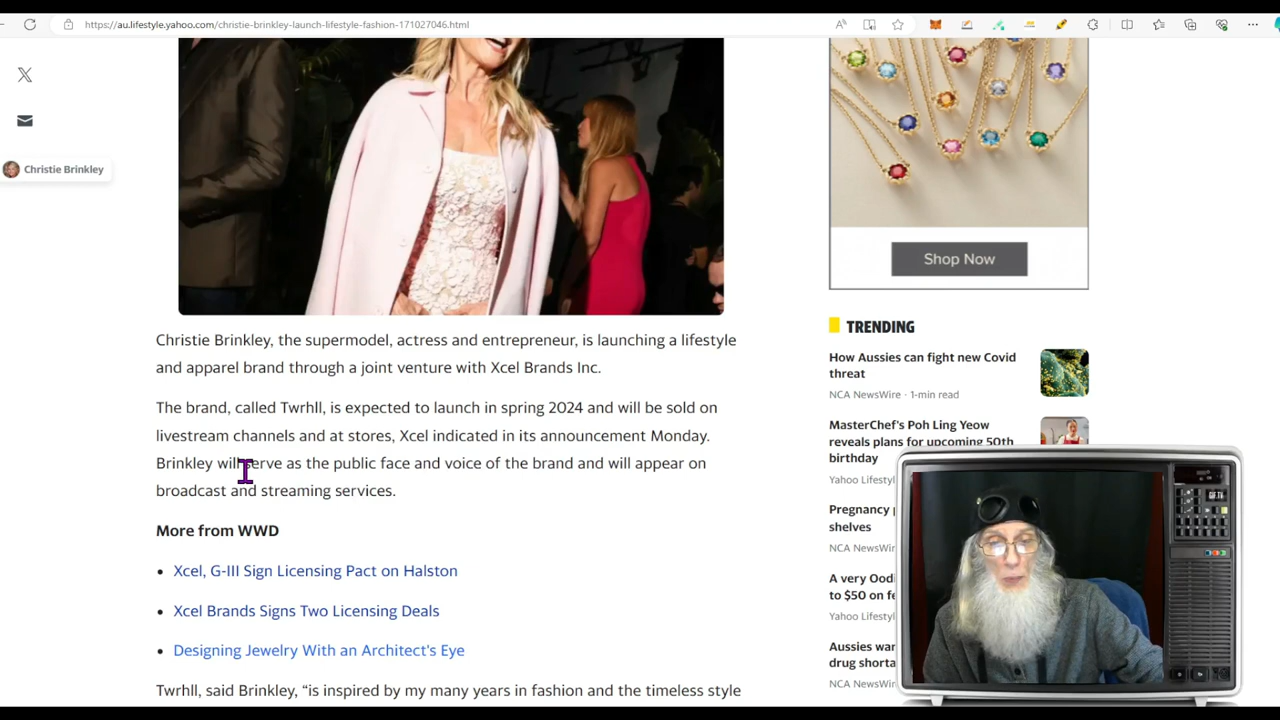 https://au.lifestyle.yahoo.com/christie-brinkley-launch-lifestyle-fashion-171027046.html
Christie Brinkley
Christie Brinkley, the supermodel, actress and entrepreneur, is launching a lifestyle
and apparel brand through a joint venture with Xcel Brands Inc.
The brand, called Twrhll, is expected to launch in spring 2024 and will be sold on
livestream channels and at stores, Xcel indicated in its announcement Monday.
Brinkley will serve as the public face and voice of the brand and will appear on
broadcast and streaming services.
More from WWD
• Xcel, G-III Sign Licensing Pact on Halston
• Xcel Brands Signs Two Licensing Deals
• Designing Jewelry With an Architect's Eye
Twrhll, said Brinkley, “is inspired by my many years in fashion and the timeless style
Shop Now
TRENDING
How Aussies can fight new Covid
threat
NCA NewsWire · 1-min read
MasterChef's Poh Ling Yeow
reveals plans for upcoming 50th
birthday
Yahoo Lifestyl
Pregnancy
shelves
NCA NewsWir
A very Oodi
to $50 on fe
Yahoo Lifestyl
Aussies war
drug shorta
NCA NewsWir
GIF.TV